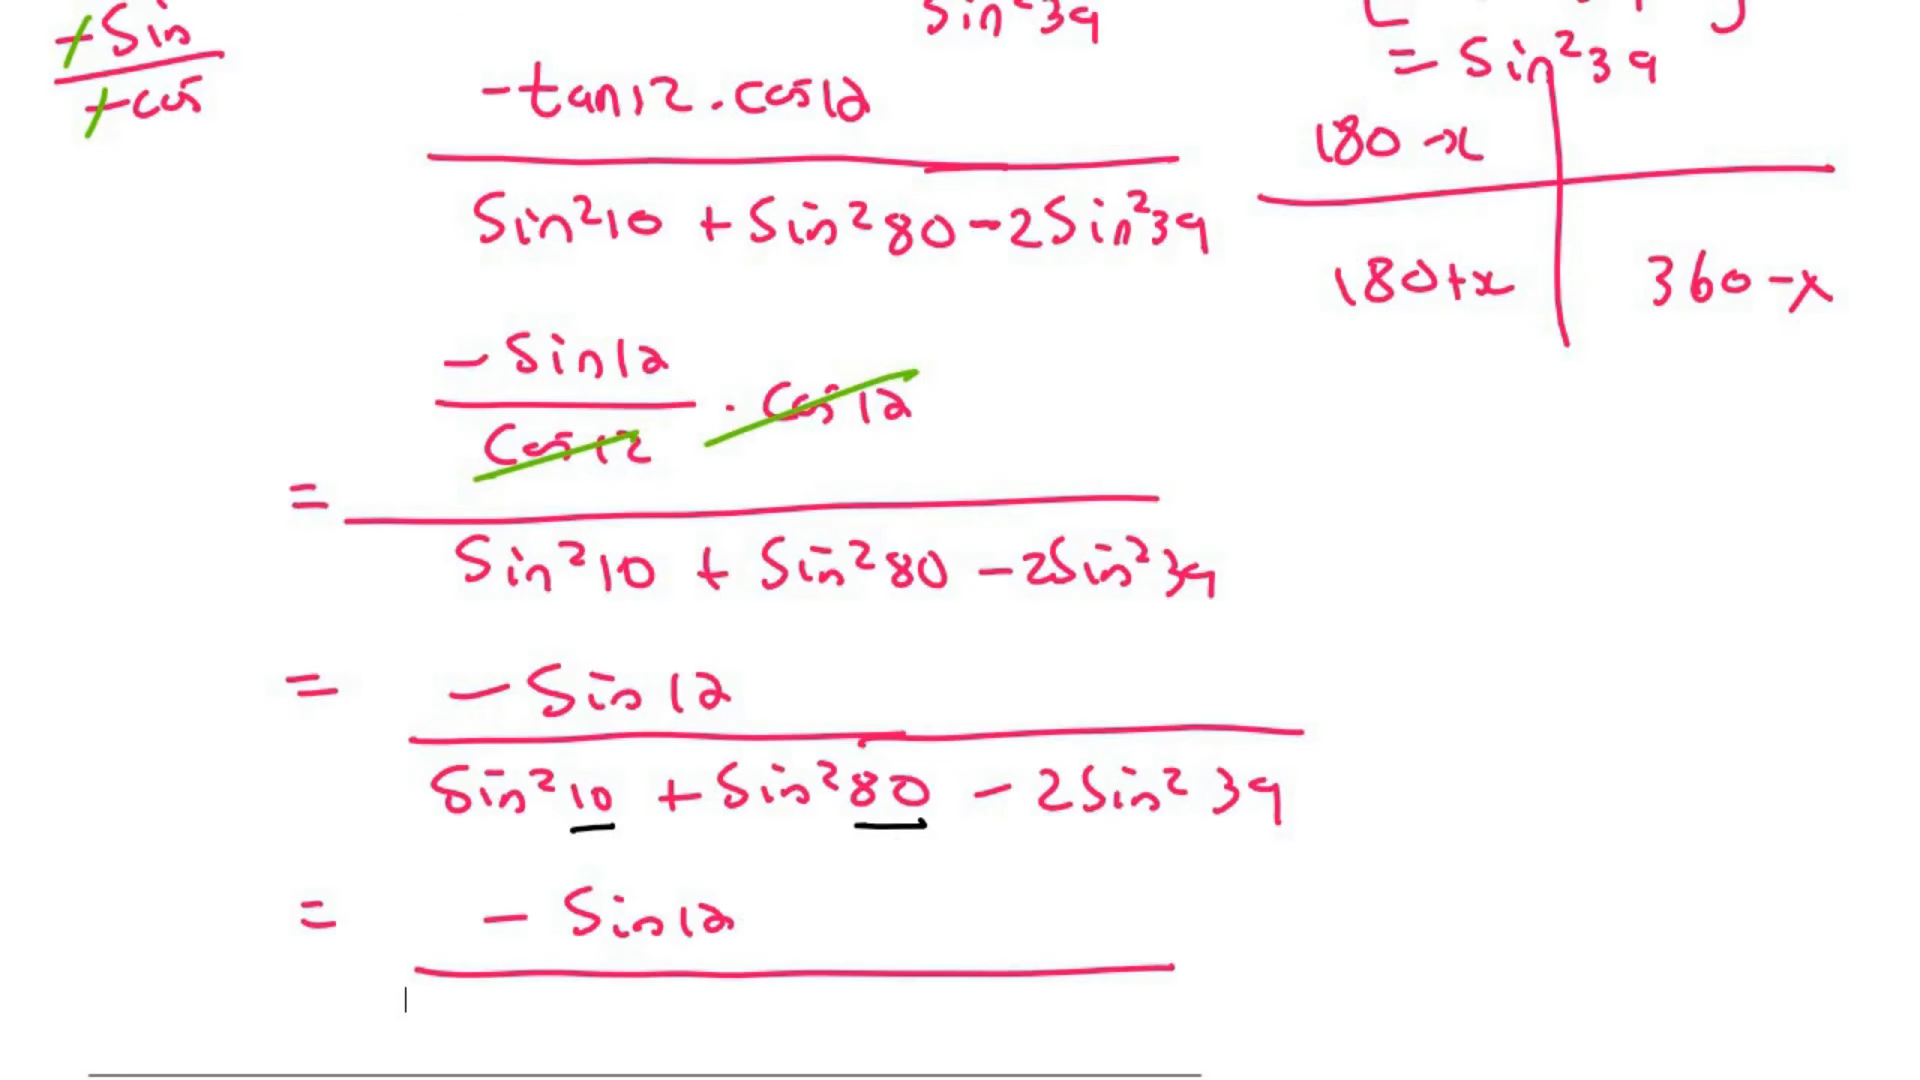 +Sin
+cos
Sin²39
= Sin²39
-tan12 . cos12
Sin²10 + Sin²80 - 2Sin²39
180 - x
180 + x
360 - x
- Sin12
Cos12
. Cos12
=
Sin²10 + Sin²80 - 2Sin²39
= - Sin12
Sin²10 + Sin²80 - 2Sin²39
= - Sin12